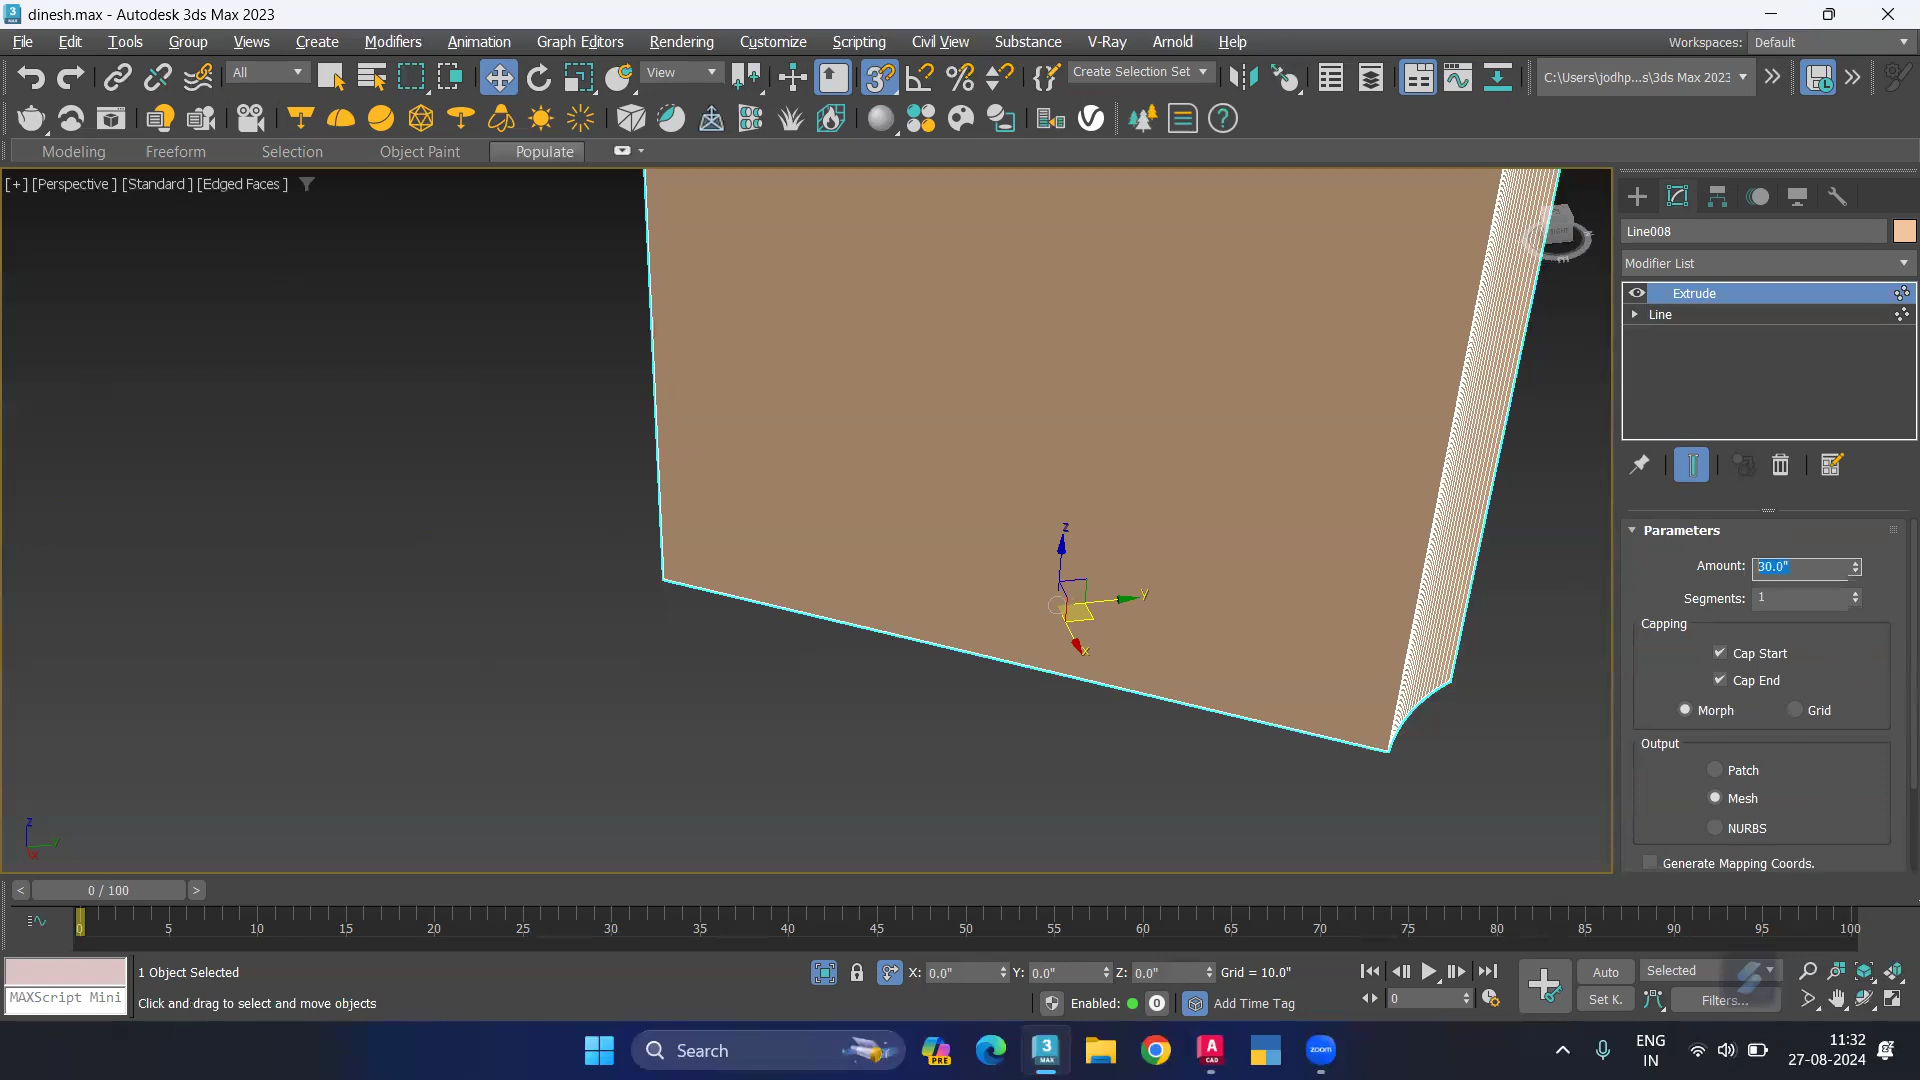 dinesh.max - Autodesk 3ds Max 2023
File Edit Tools Group Views Create Modifiers Animation Graph Editors Rendering Customize Scripting Civil View Substance V-Ray Arnold Help
Workspaces: Default
All
View
Create Selection Set
C:\Users\jodhp...s\3ds Max 2023
Modeling Freeform Selection Object Paint Populate
[+] [Perspective ] [Standard ] [Edged Faces ]
Line008
Modifier List
Extrude
Line
z
y
x
Parameters
Amount: 30.0"
Segments: 1
Capping
Cap Start
Cap End
Morph Grid
Output
Patch
Mesh
NURBS
Generate Mapping Coords.
z
y
x
< 0 / 100 >
0 5 10 15 20 25 30 35 40 45 50 55 60 65 70 75 80 85 90 95 100
1 Object Selected
X: 0.0" Y: 0.0" Z: 0.0" Grid = 10.0"
Auto Selected
MAXScript Mini
Click and drag to select and move objects
Enabled: 0 Add Time Tag
0
Set K. Filters...
Search
PRE
3
MAX
A
CAD
zoom
ENG
IN
11:32
27-08-2024